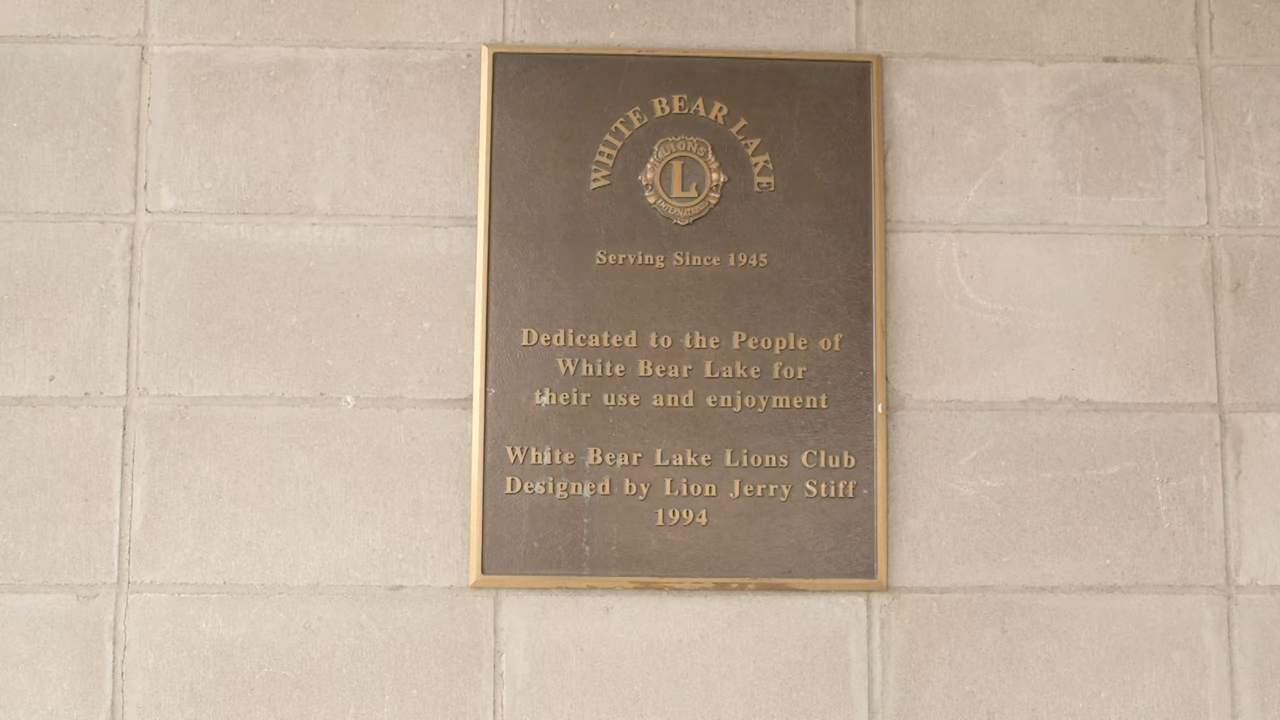 WHITE BEAR LAKE
LIONS
L
INTERNATIONAL
Serving Since 1945
Dedicated to the People of
White Bear Lake for
their use and enjoyment
White Bear Lake Lions Club
Designed by Lion Jerry Stiff
1994